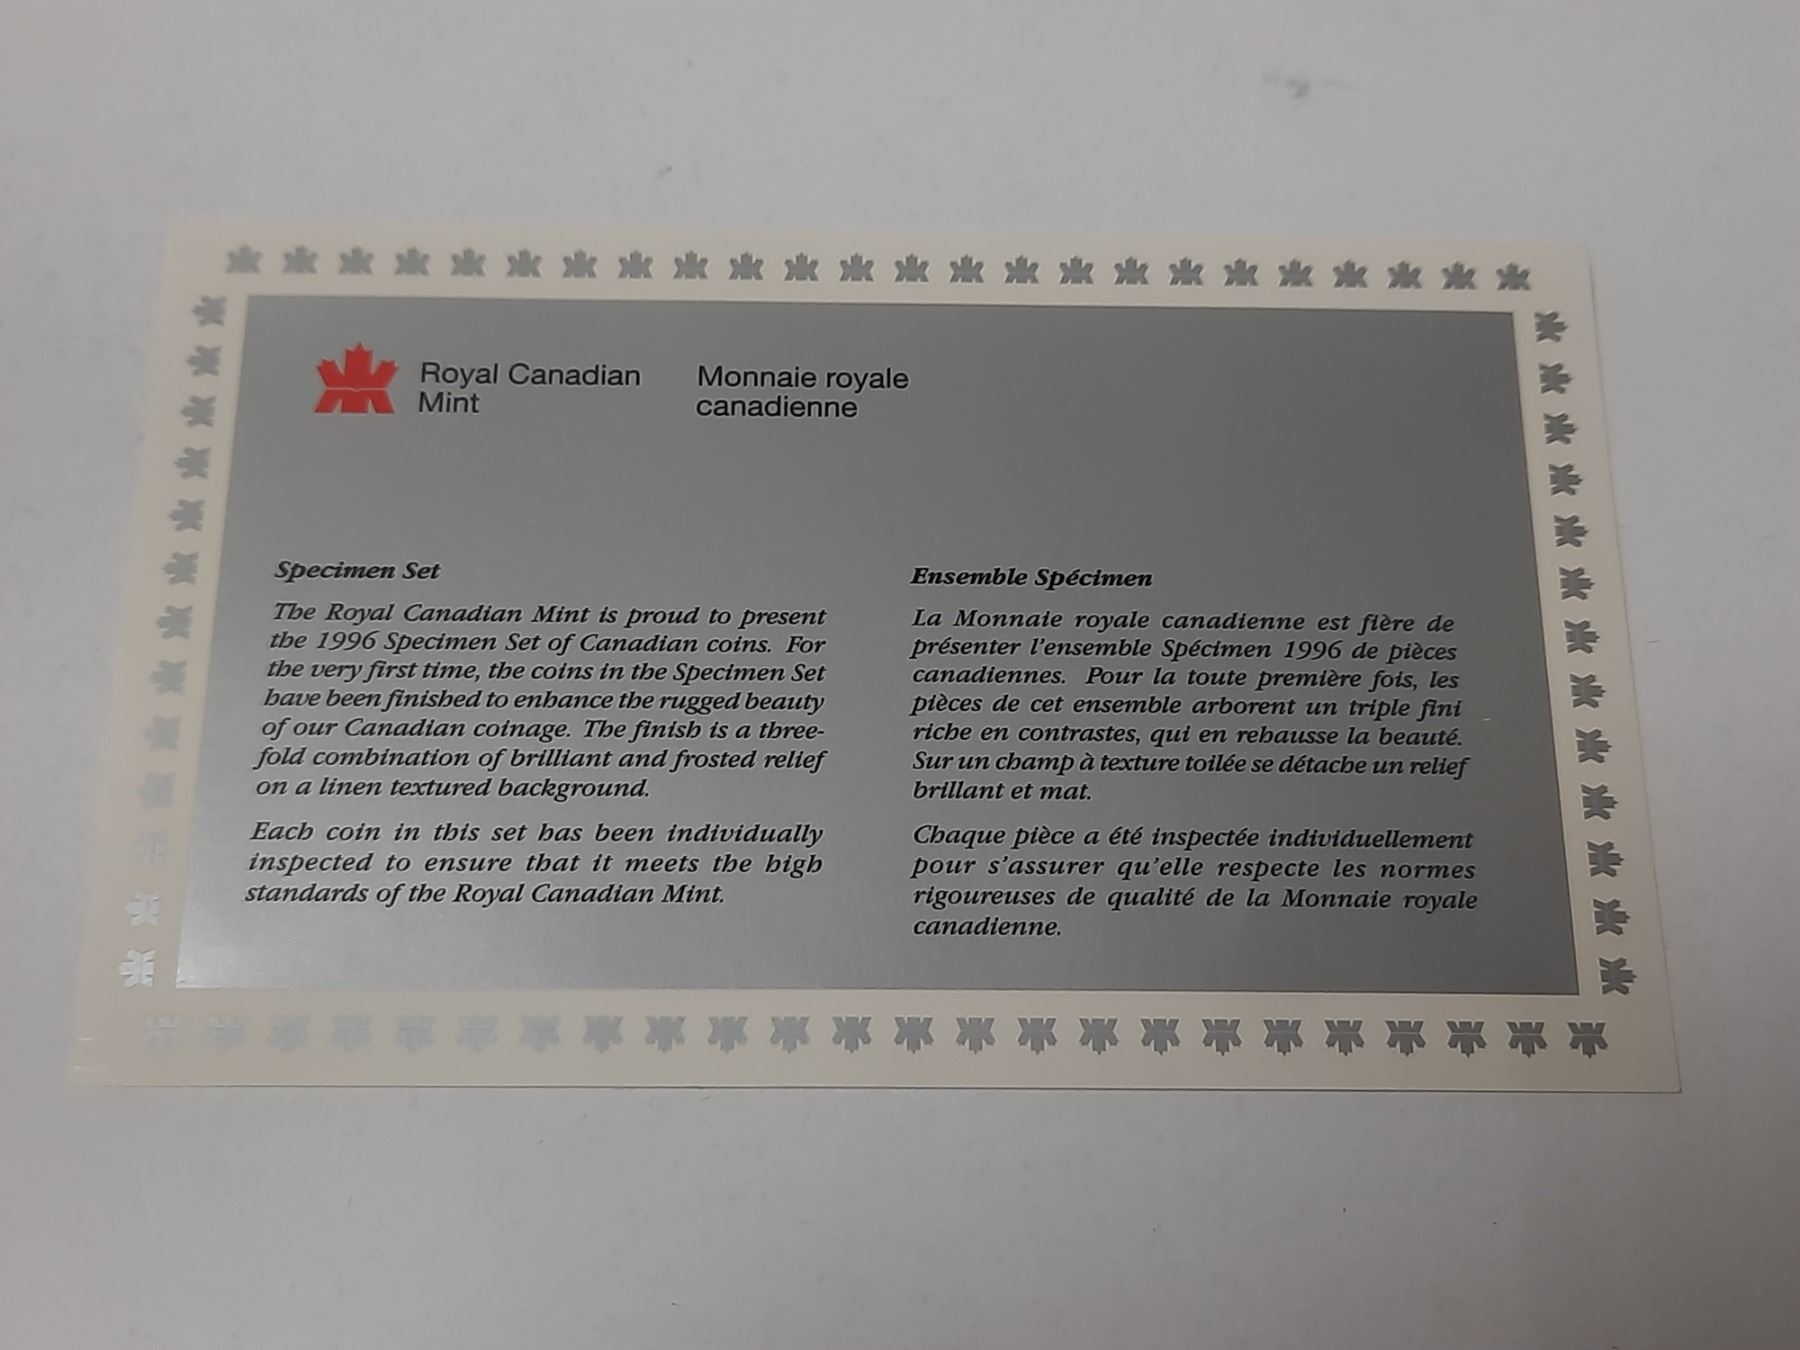 Royal Canadian
Mint
Monnaie royale
canadienne
Specimen Set
The Royal Canadian Mint is proud to present
the 1996 Specimen Set of Canadian coins. For
the very first time, the coins in the Specimen Set
have been finished to enhance the rugged beauty
of our Canadian coinage. The finish is a three-
fold combination of brilliant and frosted relief
on a linen textured background.
Each coin in this set has been individually
inspected to ensure that it meets the high
standards of the Royal Canadian Mint.
Ensemble Spécimen
La Monnaie royale canadienne est fière de
présenter l'ensemble Spécimen 1996 de pièces
canadiennes. Pour la toute première fois, les
pièces de cet ensemble arborent un triple fini
riche en contrastes, qui en rehausse la beauté.
Sur un champ à texture toilée se détache un relief
brillant et mat.
Chaque pièce a été inspectée individuellement
pour s'assurer qu'elle respecte les normes
rigoureuses de qualité de la Monnaie royale
canadienne.